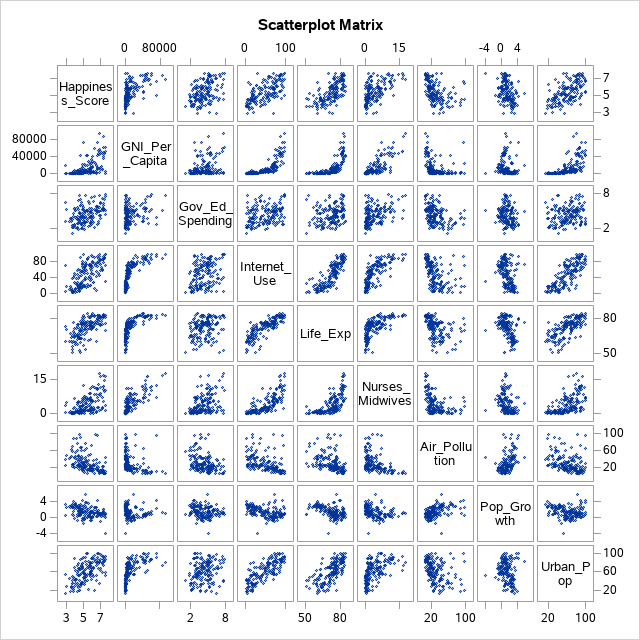 Scatterplot Matrix
0 80000 0 100 0 15 -4 0 4
Happines
s_Score
7
5
3
80000
40000
0
GNI_Per
_Capita
Gov_Ed_
Spending
8
2
80
40
0
Internet_
Use
Life_Exp
80
50
15
0
Nurses_
Midwives
Air_Pollu
tion
100
60
20
4
0
-4
Pop_Gro
wth
Urban_P
op
100
60
20
3 5 7 2 8 50 80 20 100 20 100